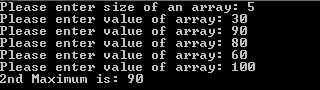 Please enter size of an array: 5
Please enter value of array: 30
Please enter value of array: 90
Please enter value of array: 80
Please enter value of array: 60
Please enter value of array: 100
2nd Maximum is: 90